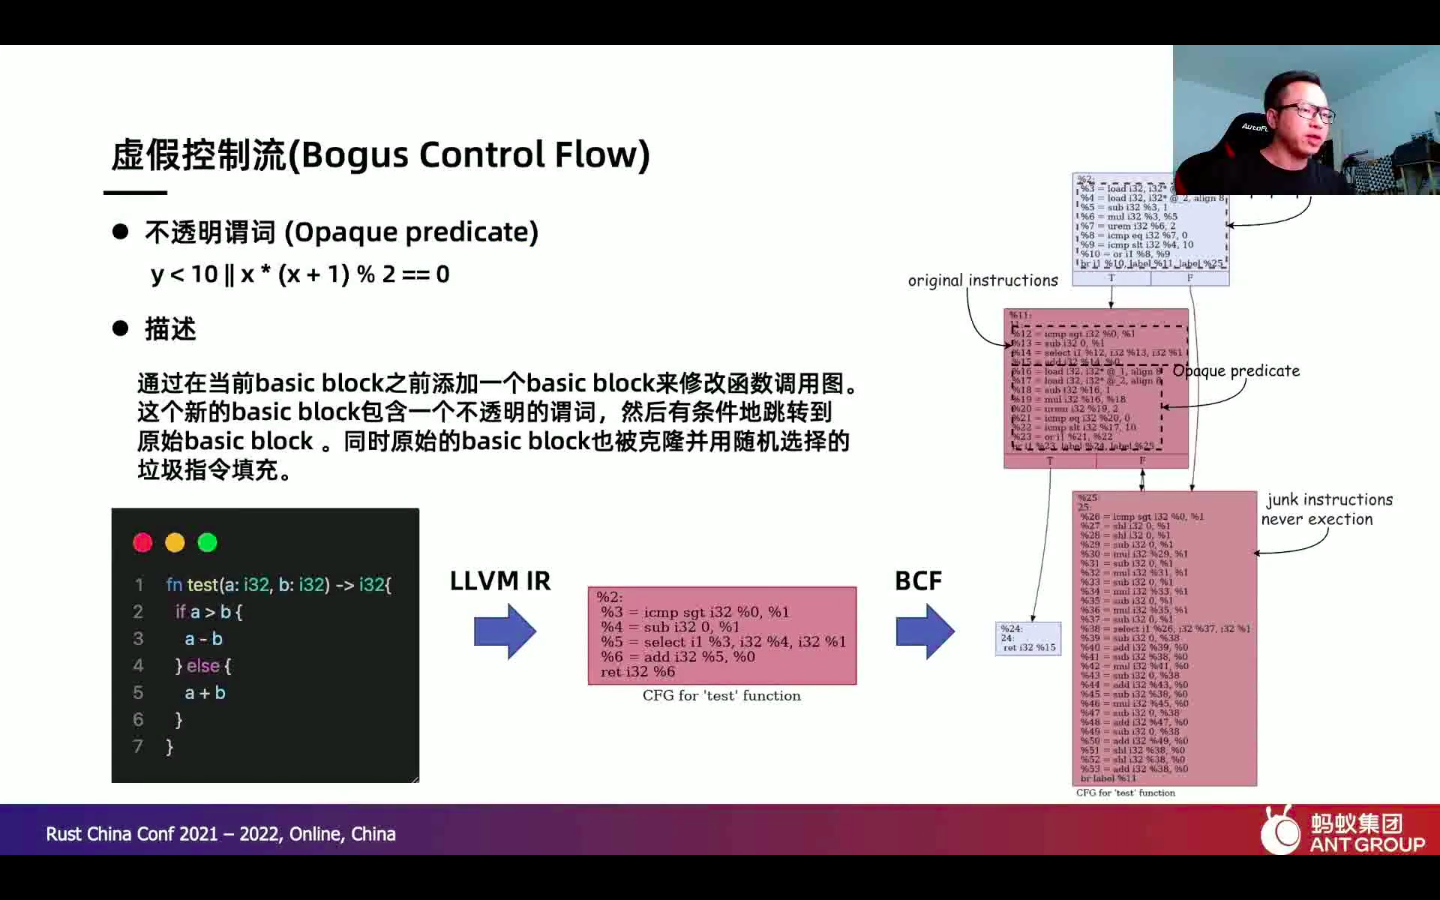 虚假控制流(Bogus Control Flow)
● 不透明谓词 (Opaque predicate)
y < 10 || x * (x + 1) % 2 == 0
● 描述
通过在当前basic block之前添加一个basic block来修改函数调用图。
这个新的basic block包含一个不透明的谓词，然后有条件地跳转到
原始basic block 。同时原始的basic block也被克隆并用随机选择的
垃圾指令填充。
1 fn test(a: i32, b: i32) -> i32{
2 if a > b {
3 a - b
4 } else {
5 a + b
6 }
7 }
LLVM IR
%2:
%3 = icmp sgt i32 %0, %1
%4 = sub i32 0, %1
%5 = select i1 %3, i32 %4, i32 %1
%6 = add i32 %5, %0
ret i32 %6
CFG for 'test' function
BCF
AutoFu
%2:
%3 = load i32, i32* @
%4 = load i32, i32* @_2, align 8
%5 = sub i32 %3, 1
%6 = mul i32 %3, %5
%7 = urem i32 %6, 2
%8 = icmp eq i32 %7, 0
%9 = icmp slt i32 %4, 10
%10 = or i1 %8, %9
br i1 %10, label %11, label %25
T F
original instructions
%11:
%12 = icmp sgt i32 %0, %1
%13 = sub i32 0, %1
%14 = select i1 %12, i32 %13, i32 %1
%15 = add i32 %14, %0
%16 = load i32, i32* @_1, align 8
%17 = load i32, i32* @_2, align 8
%18 = sub i32 %16, 1
%19 = mul i32 %16, %18
%20 = urem i32 %19, 2
%21 = icmp eq i32 %20, 0
%22 = icmp slt i32 %17, 10
%23 = or i1 %21, %22
br i1 %23, label %24, label %25
T F
Opaque predicate
%24:
24:
ret i32 %15
%25
25:
%26 = icmp sgt i32 %0, %1
%27 = shl i32 0, %1
%28 = shl i32 0, %1
%29 = sub i32 0, %1
%30 = mul i32 %29, %1
%31 = sub i32 0, %1
%32 = mul i32 %31, %1
%33 = sub i32 0, %1
%34 = mul i32 %33, %1
%35 = sub i32 0, %1
%36 = mul i32 %35, %1
%37 = sub i32 0, %1
%38 = select i1 %26, i32 %37, i32 %1
%39 = sub i32 0, %38
%40 = add i32 %39, %0
%41 = sub i32 %38, %0
%42 = mul i32 %41, %0
%43 = sub i32 0, %38
%44 = add i32 %43, %0
%45 = sub i32 %38, %0
%46 = mul i32 %45, %0
%47 = sub i32 0, %38
%48 = add i32 %47, %0
%49 = sub i32 0, %38
%50 = add i32 %49, %0
%51 = shl i32 %38, %0
%52 = shl i32 %38, %0
%53 = add i32 %38, %0
br label %11
CFG for 'test' function
junk instructions
never exection
Rust China Conf 2021 – 2022, Online, China
蚂蚁集团
ANT GROUP